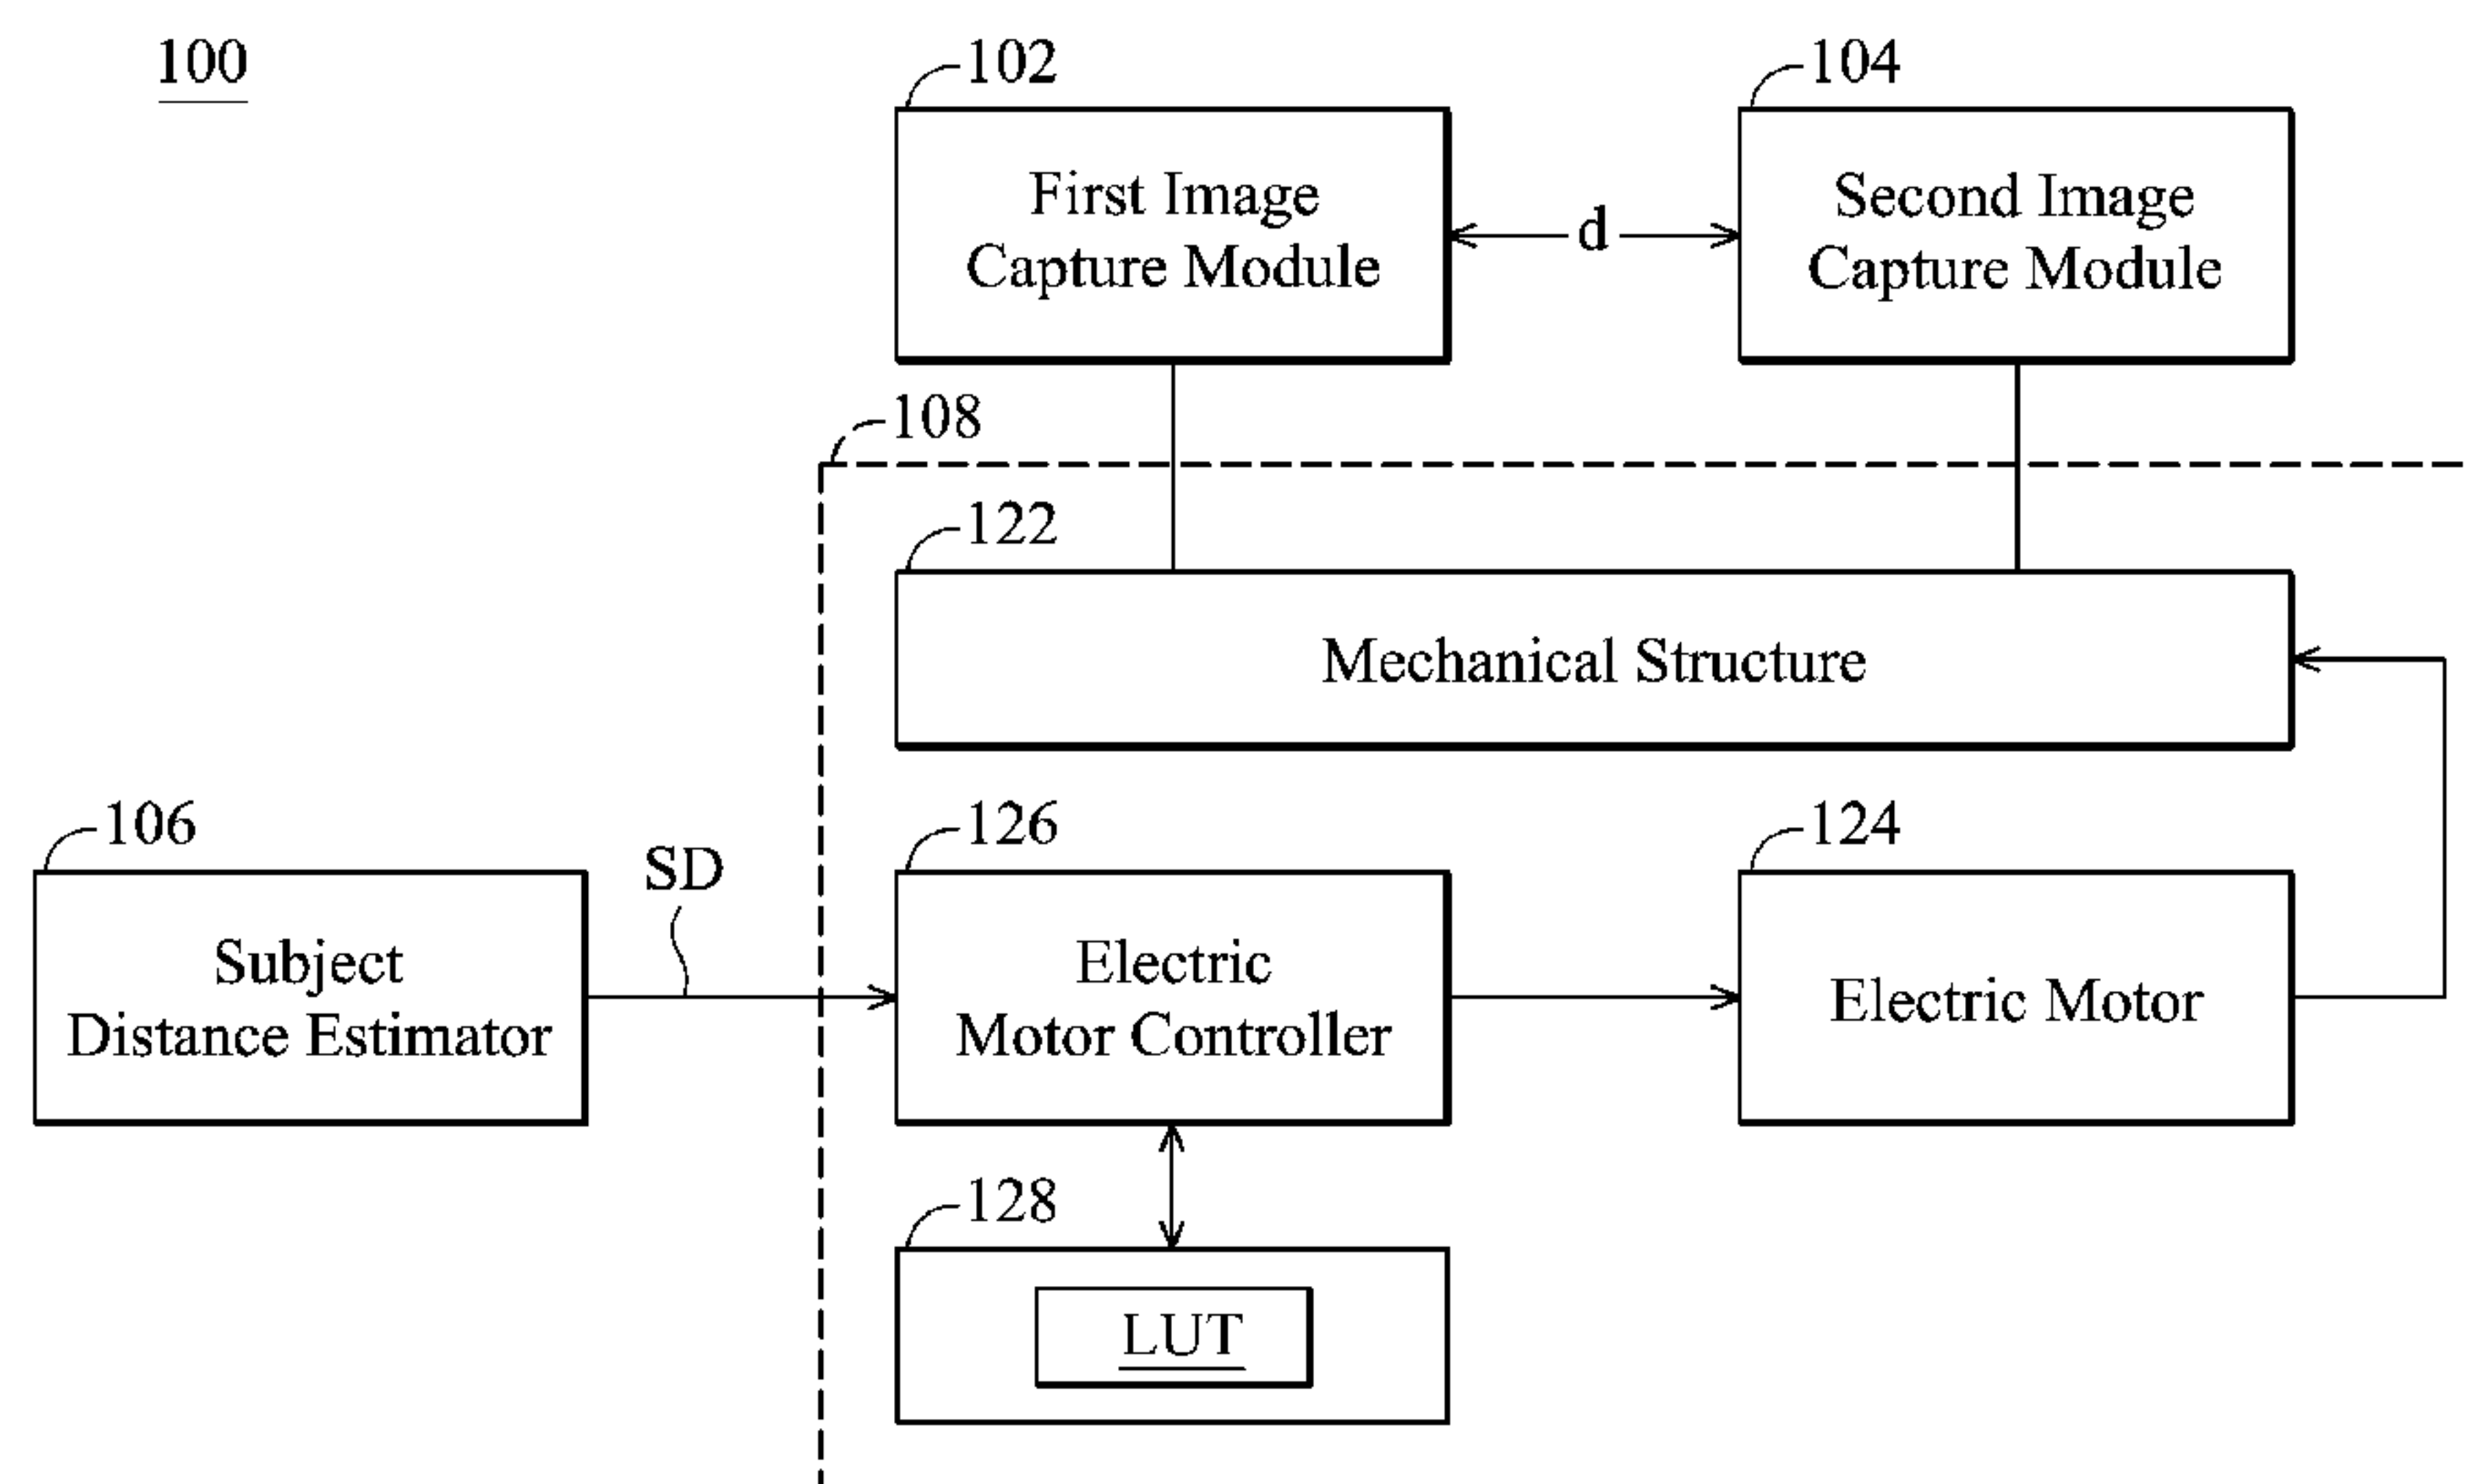 100
102
104
First Image
Capture Module
d
Second Image
Capture Module
108
122
Mechanical Structure
106
SD
126
124
Subject
Distance Estimator
Electric
Motor Controller
Electric Motor
128
LUT